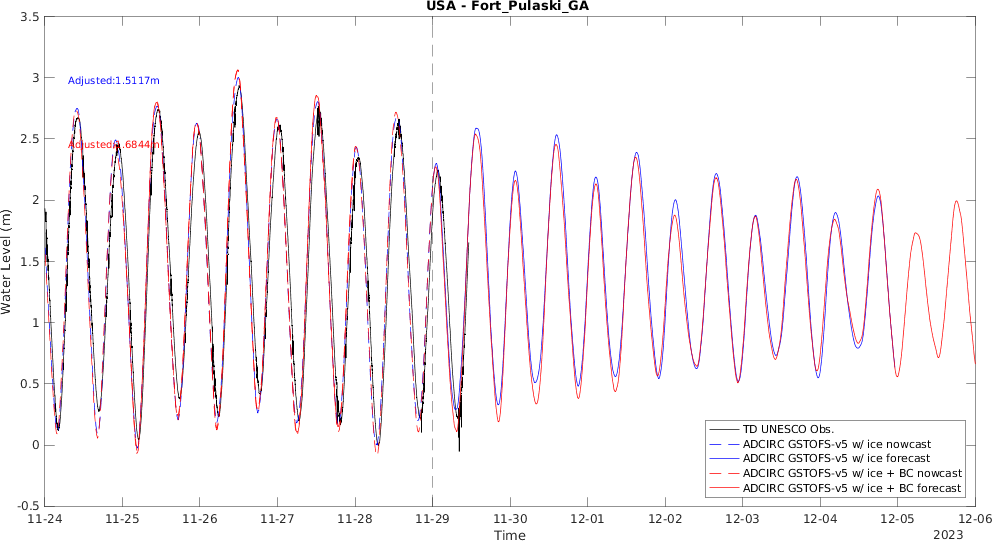 USA - Fort_Pulaski_GA
3.5
3
2.5
2
1.5
1
0.5
0
-0.5
Water Level (m)
Adjusted:1.5117m
Adjusted:1.6844m
TD UNESCO Obs.
ADCIRC GSTOFS-v5 w/ ice nowcast
ADCIRC GSTOFS-v5 w/ ice forecast
ADCIRC GSTOFS-v5 w/ ice + BC nowcast
ADCIRC GSTOFS-v5 w/ ice + BC forecast
11-24 11-25 11-26 11-27 11-28 11-29 11-30 12-01 12-02 12-03 12-04 12-05 12-06
Time
2023